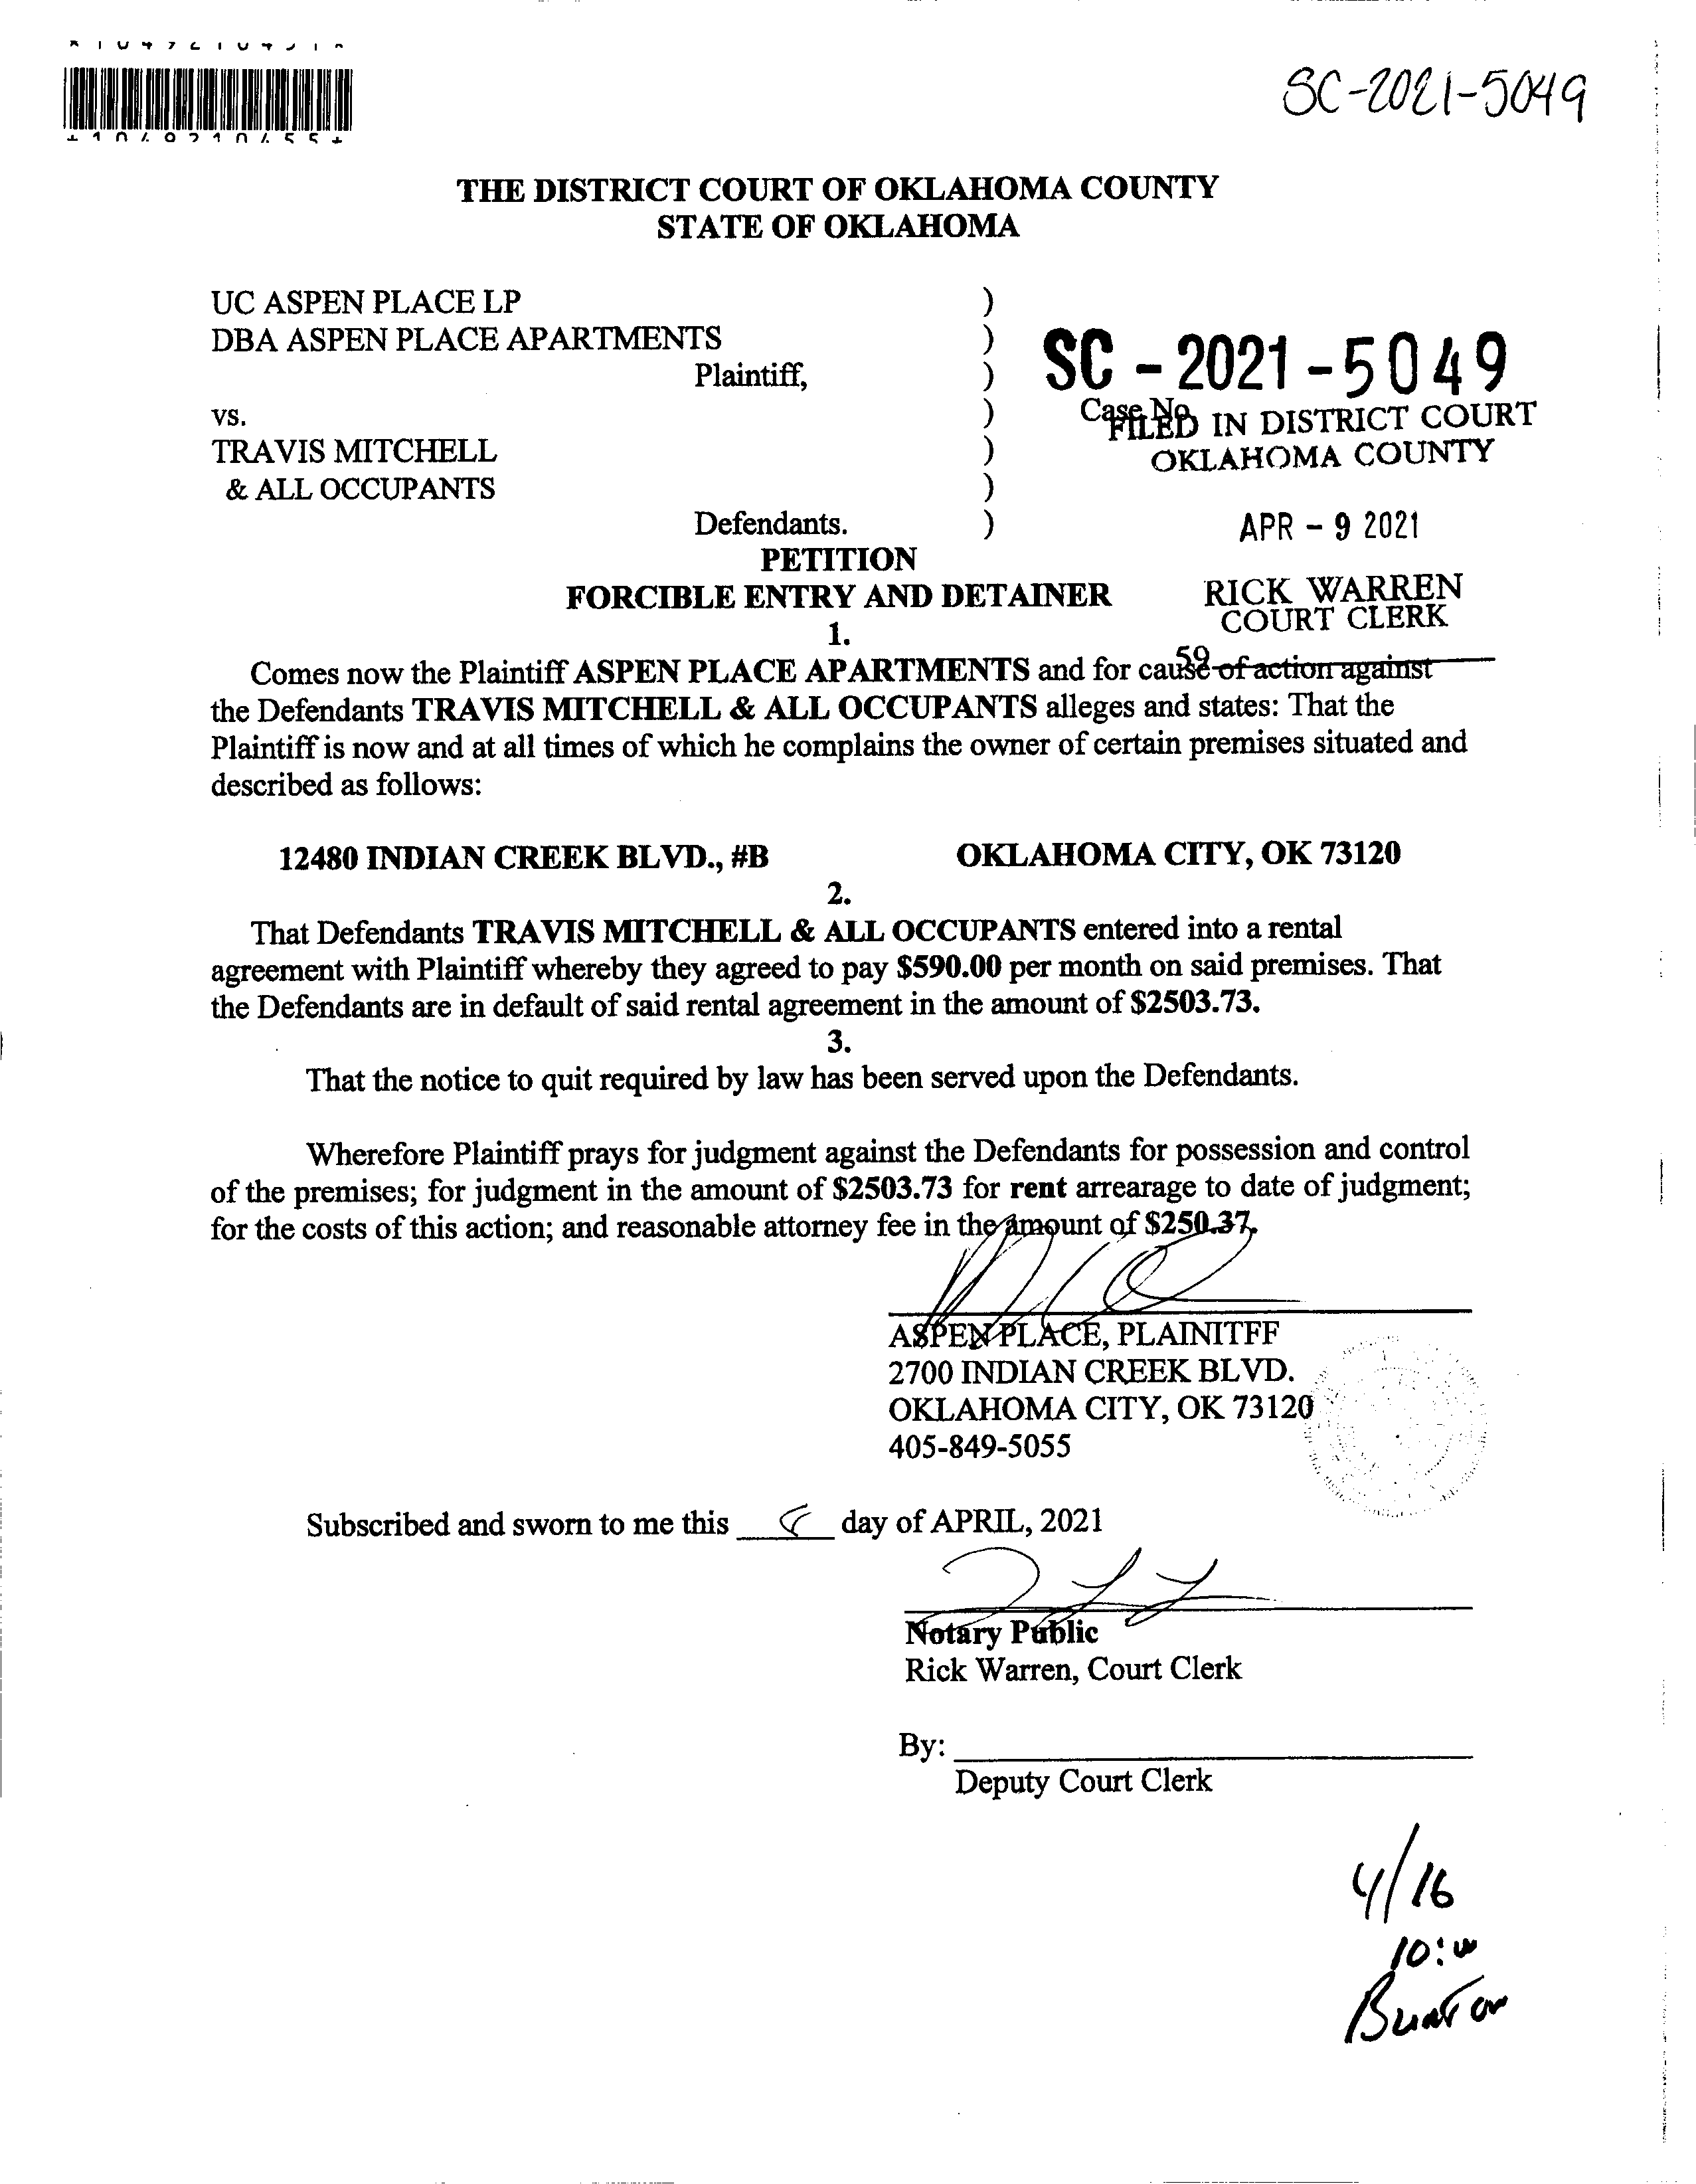 SC-2021-5049
THE DISTRICT COURT OF OKLAHOMA COUNTY
STATE OF OKLAHOMA
UC ASPEN PLACE LP )
DBA ASPEN PLACE APARTMENTS )
Plaintiff, )
SC - 2021 - 5049
vs. )
Case No.
FILED IN DISTRICT COURT
TRAVIS MITCHELL )
OKLAHOMA COUNTY
& ALL OCCUPANTS )
Defendants. )
APR - 9 2021
PETITION
FORCIBLE ENTRY AND DETAINER
RICK WARREN
COURT CLERK
1.
59
Comes now the Plaintiff ASPEN PLACE APARTMENTS and for cause of action against
the Defendants TRAVIS MITCHELL & ALL OCCUPANTS alleges and states: That the
Plaintiff is now and at all times of which he complains the owner of certain premises situated and
described as follows:
12480 INDIAN CREEK BLVD., #B OKLAHOMA CITY, OK 73120
2.
That Defendants TRAVIS MITCHELL & ALL OCCUPANTS entered into a rental
agreement with Plaintiff whereby they agreed to pay $590.00 per month on said premises. That
the Defendants are in default of said rental agreement in the amount of $2503.73.
3.
That the notice to quit required by law has been served upon the Defendants.
Wherefore Plaintiff prays for judgment against the Defendants for possession and control
of the premises; for judgment in the amount of $2503.73 for rent arrearage to date of judgment;
for the costs of this action; and reasonable attorney fee in the amount of $250.37.
ASPEN PLACE, PLAINITFF
2700 INDIAN CREEK BLVD.
OKLAHOMA CITY, OK 73120
405-849-5055
Subscribed and sworn to me this 8 day of APRIL, 2021
Notary Public
Rick Warren, Court Clerk
By:
Deputy Court Clerk
4/16
10:00